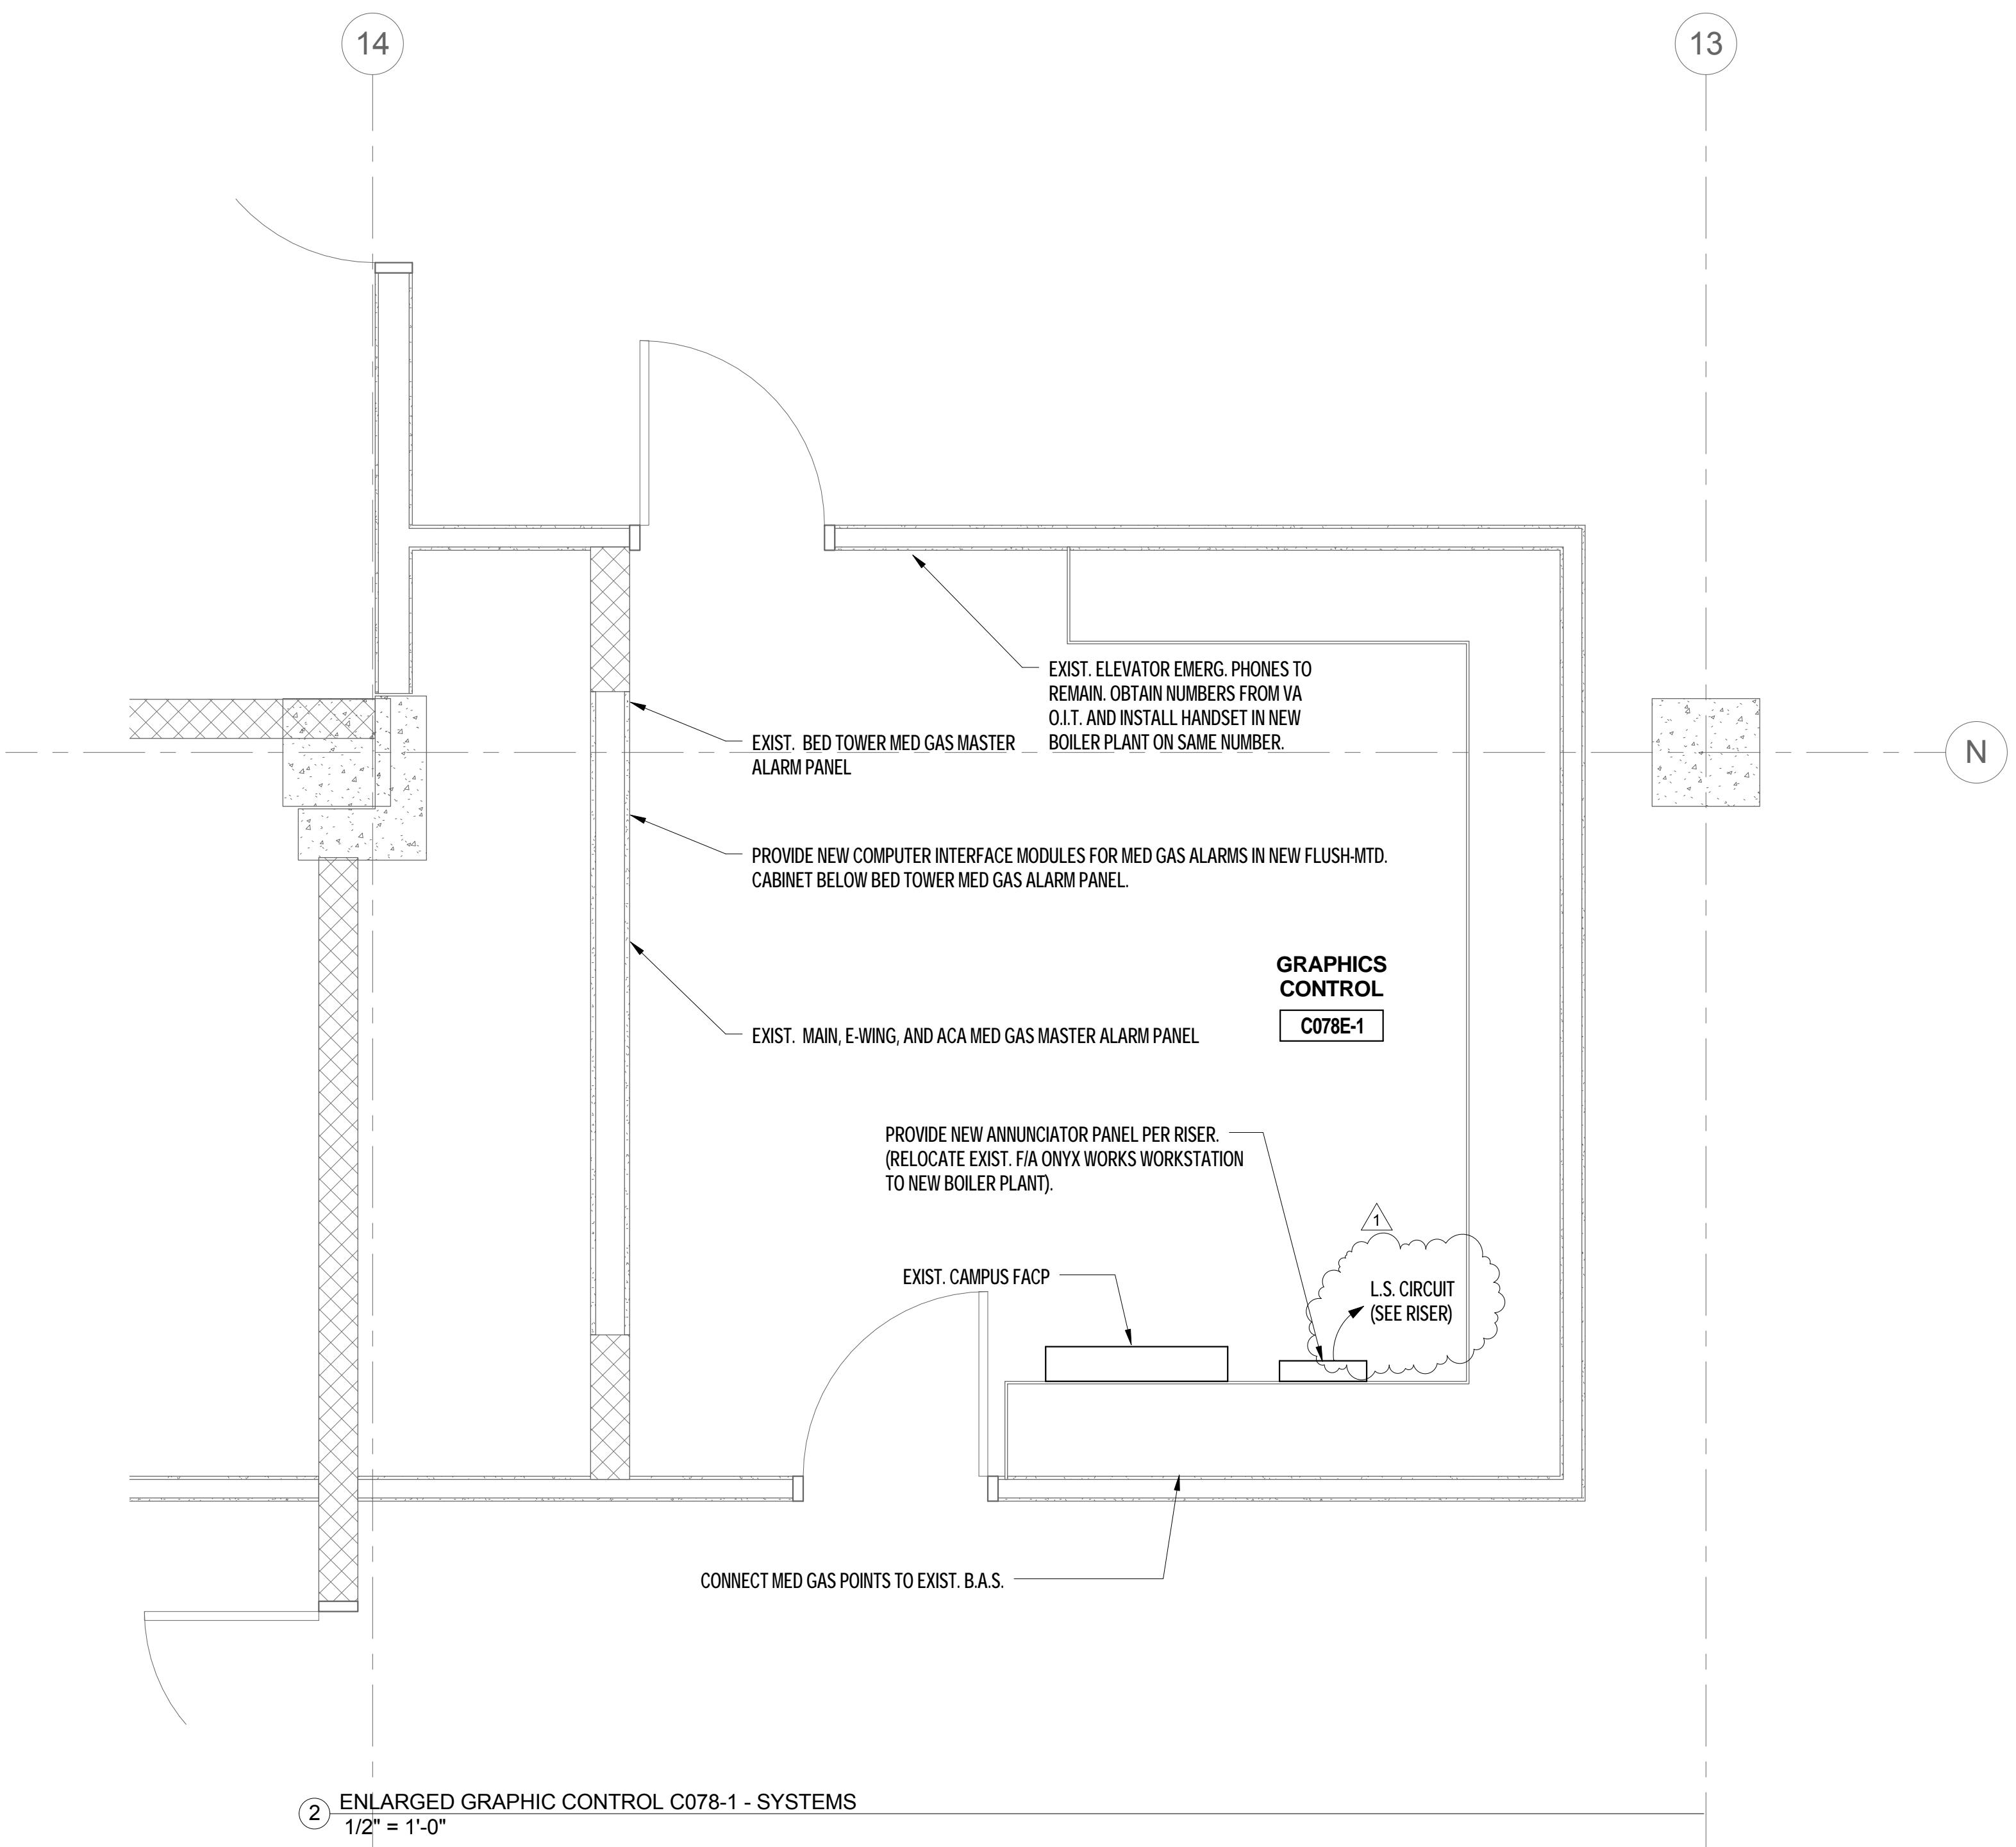 14
13
EXIST. ELEVATOR EMERG. PHONES TO
REMAIN. OBTAIN NUMBERS FROM VA
O.I.T. AND INSTALL HANDSET IN NEW
BOILER PLANT ON SAME NUMBER.
EXIST. BED TOWER MED GAS MASTER
ALARM PANEL
N
PROVIDE NEW COMPUTER INTERFACE MODULES FOR MED GAS ALARMS IN NEW FLUSH-MTD.
CABINET BELOW BED TOWER MED GAS ALARM PANEL.
GRAPHICS
CONTROL
C078E-1
EXIST. MAIN, E-WING, AND ACA MED GAS MASTER ALARM PANEL
PROVIDE NEW ANNUNCIATOR PANEL PER RISER.
(RELOCATE EXIST. F/A ONYX WORKS WORKSTATION
TO NEW BOILER PLANT).
1
EXIST. CAMPUS FACP
L.S. CIRCUIT
(SEE RISER)
CONNECT MED GAS POINTS TO EXIST. B.A.S.
2
ENLARGED GRAPHIC CONTROL C078-1 - SYSTEMS
1/2" = 1'-0"